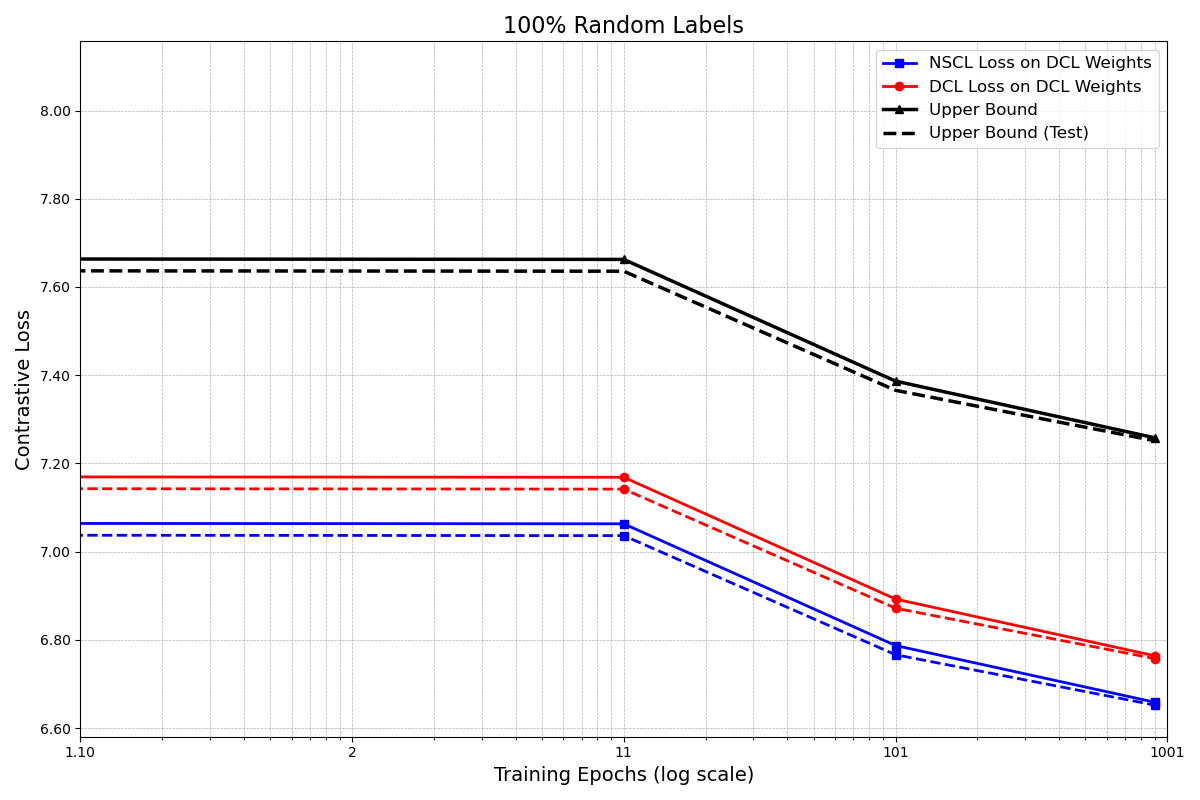 100% Random Labels
NSCL Loss on DCL Weights
DCL Loss on DCL Weights
Upper Bound
Upper Bound (Test)
Contrastive Loss
8.00
7.80
7.60
7.40
7.20
7.00
6.80
6.60
1.10
2
11
101
1001
Training Epochs (log scale)